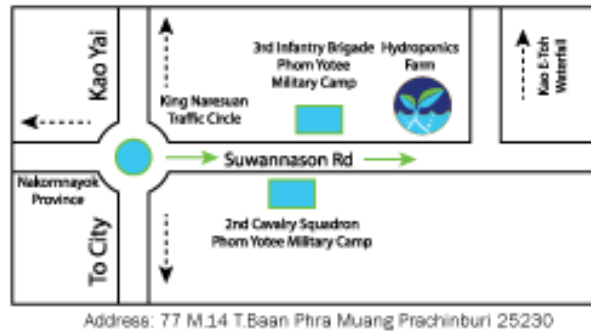 Kao Yai
3rd Infantry Brigade
Phom Yotee
Military Camp
Hydroponics
Farm
Kao E-Toh
Waterfall
King Naresuan
Traffic Circle
Suwannason Rd
Nakornnayok
Province
To City
2nd Cavalry Squadron
Phom Yotee Military Camp
Address: 77 M.14 T.Baan Phra Muang Prachinburi 25230